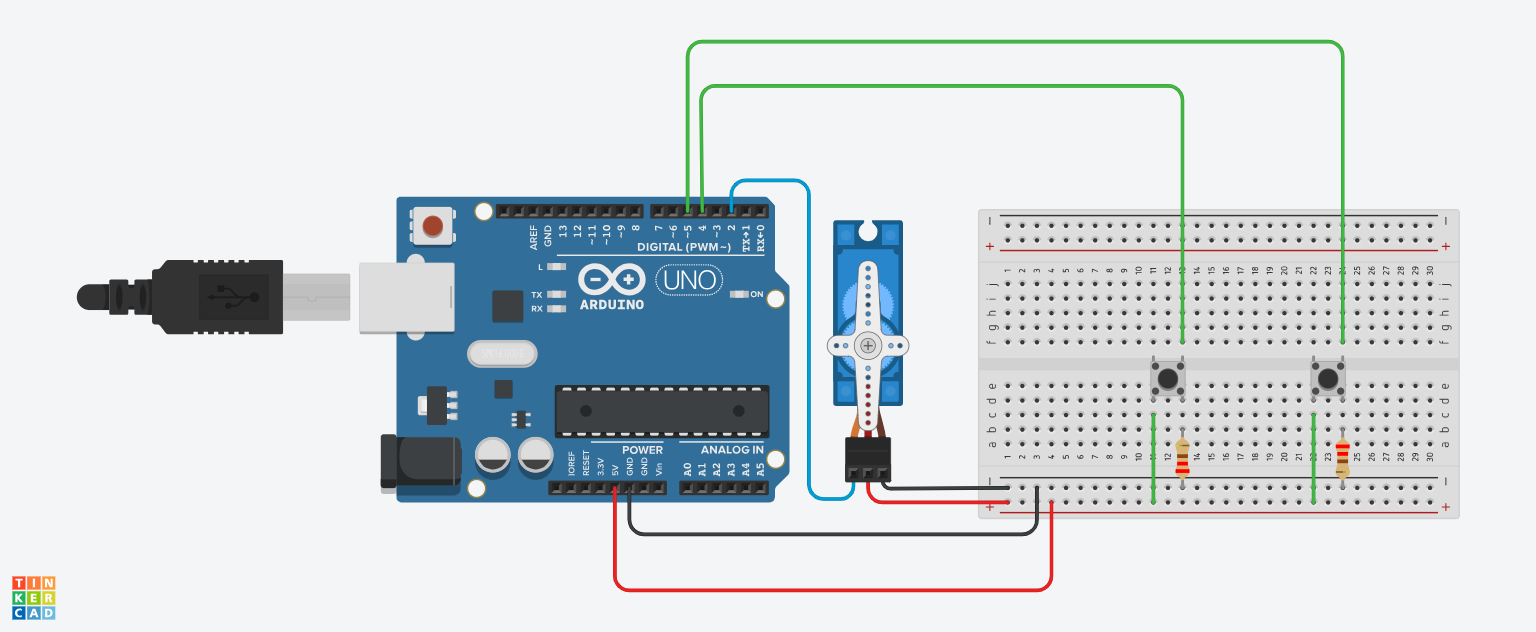 AREF
GND
13
12
~11
~10
~9
8
7
~6
~5
4
~3
2
TX→1
RX←0
DIGITAL (PWM~)
L
TX
RX
ARDUINO
UNO
ON
POWER
ANALOG IN
IOREF
RESET
3.3V
5V
GND
GND
Vin
A0
A1
A2
A3
A4
A5
− −
+ +
1 2 3 4 5 6 7 8 9 10 11 12 13 14 15 16 17 18 19 20 21 22 23 24 25 26 27 28 29 30
j j
i i
h h
g g
f f
e e
d d
c c
b b
a a
1 2 3 4 5 6 7 8 9 10 11 12 13 14 15 16 17 18 19 20 21 22 23 24 25 26 27 28 29 30
− −
+ +
TIN
KER
CAD